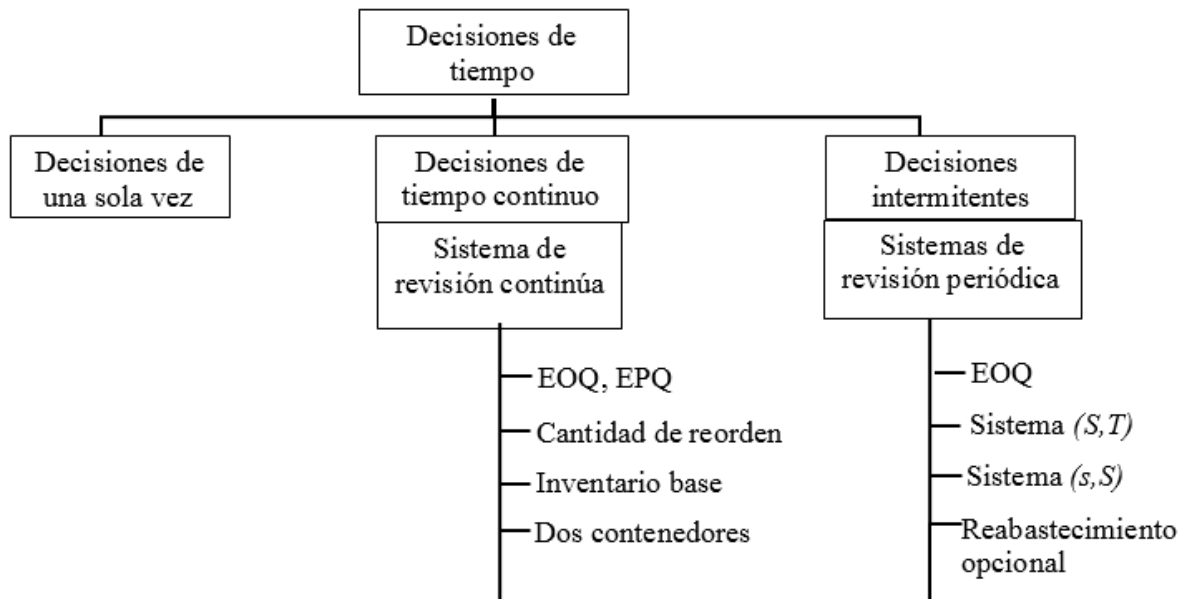 Decisiones de
tiempo
Decisiones de
una sola vez
Decisiones de
tiempo continuo
Sistema de
revisión continúa
EOQ, EPQ
Cantidad de reorden
Inventario base
Dos contenedores
Decisiones
intermitentes
Sistemas de
revisión periódica
EOQ
Sistema (S,T)
Sistema (s,S)
Reabastecimiento
opcional